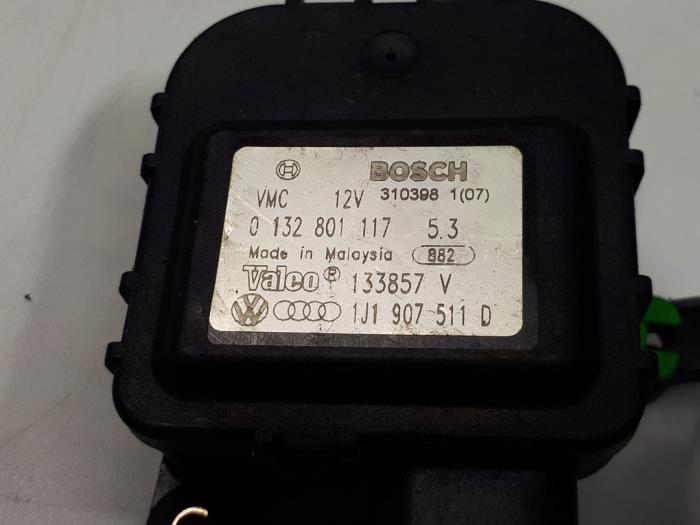 BOSCH
VMC 12V 310398 1(07)
0 132 801 117 5.3
Made in Malaysia 882
Valeo® 133857 V
1J1 907 511 D